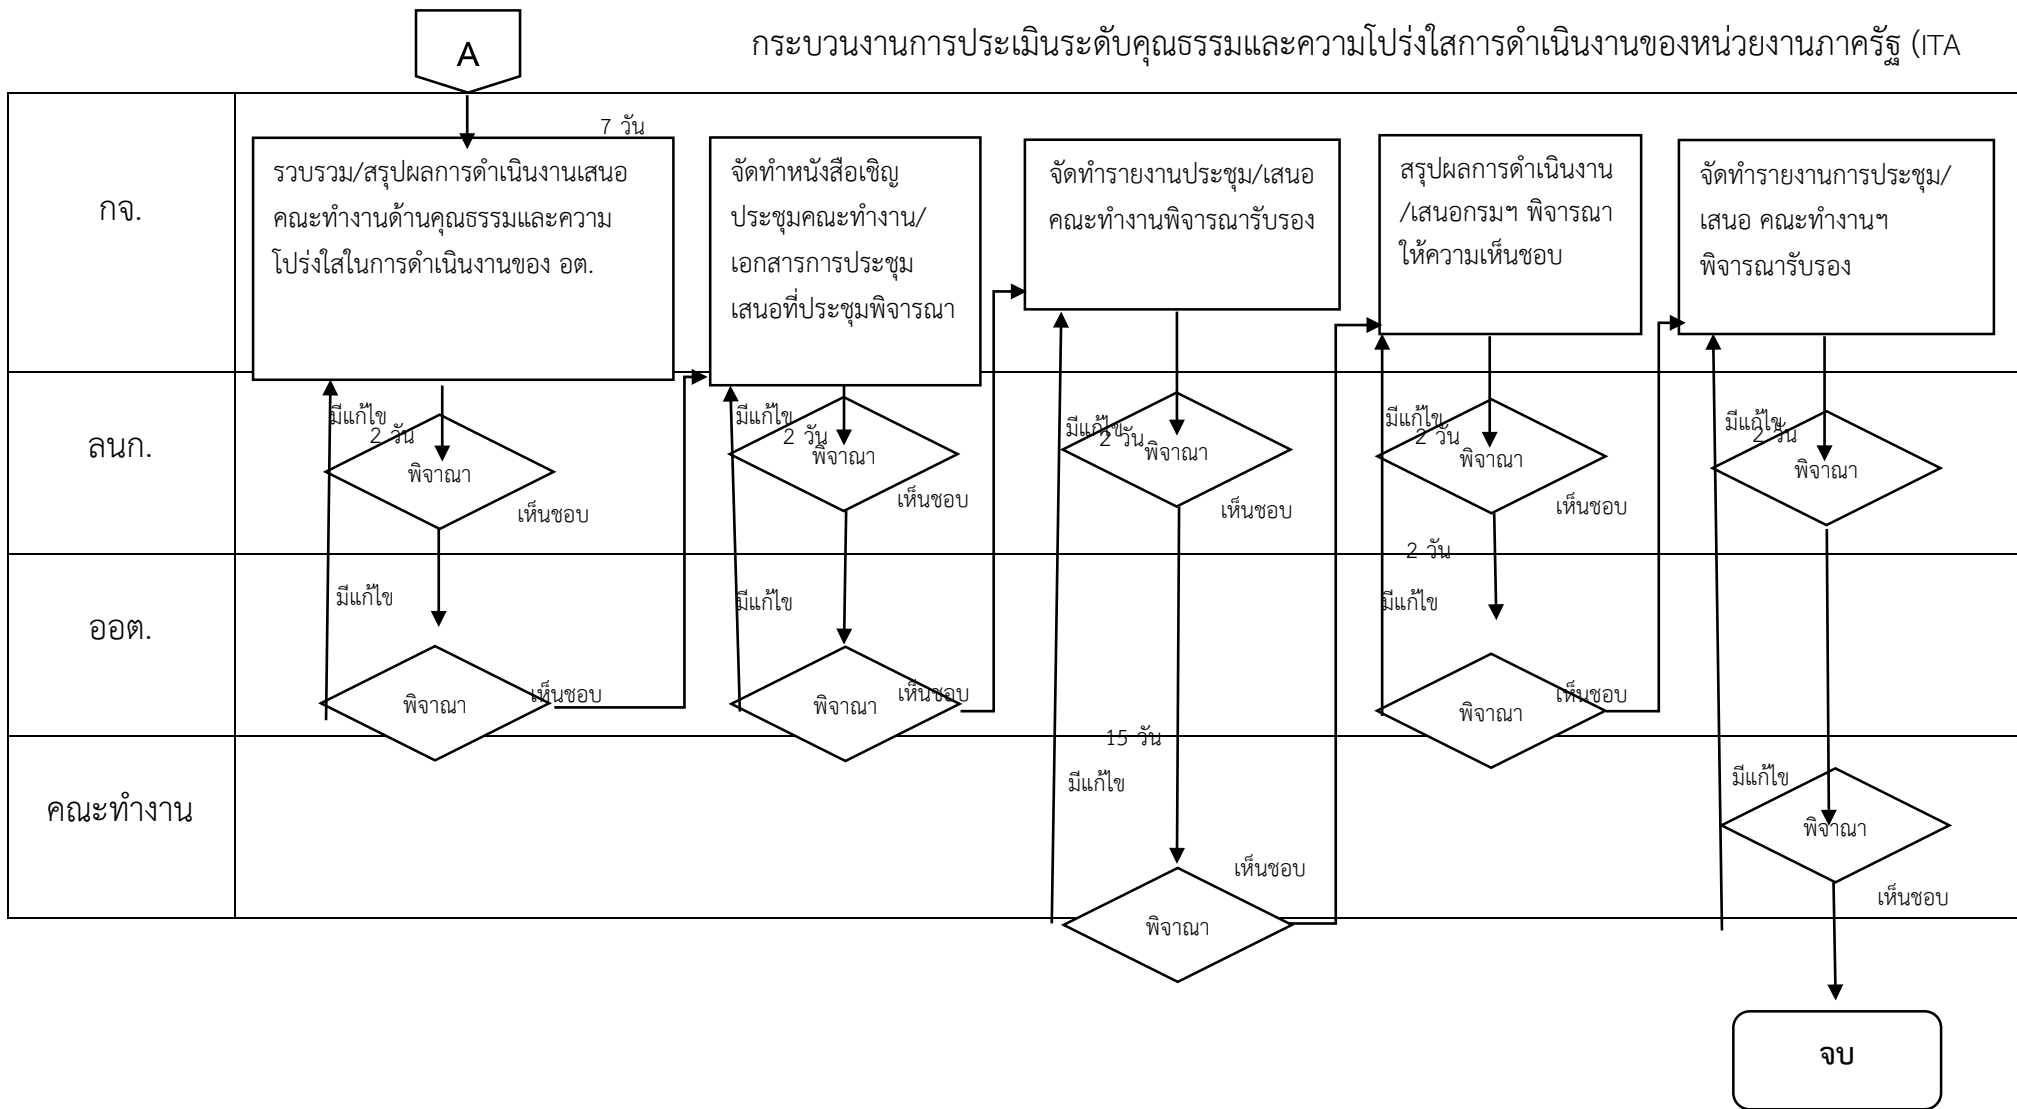 A
กระบวนงานการประเมินระดับคุณธรรมและความโปร่งใสการดำเนินงานของหน่วยงานภาครัฐ (ITA
กจ.
7 วัน
รวบรวม/สรุปผลการดำเนินงานเสนอ
คณะทำงานด้านคุณธรรมและความ
โปร่งใสในการดำเนินงานของ อต.
จัดทำหนังสือเชิญ
ประชุมคณะทำงาน/
เอกสารการประชุม
เสนอที่ประชุมพิจารณา
จัดทำรายงานประชุม/เสนอ
คณะทำงานพิจารณารับรอง
สรุปผลการดำเนินงาน
/เสนอกรมฯ พิจารณา
ให้ความเห็นชอบ
จัดทำรายงานการประชุม/
เสนอ คณะทำงานฯ
พิจารณารับรอง
ลนก.
มีแก้ไข
2 วัน
พิจาณา
เห็นชอบ
มีแก้ไข
2 วัน
พิจาณา
เห็นชอบ
มีแก้ไข
2 วัน
พิจาณา
เห็นชอบ
มีแก้ไข
2 วัน
พิจาณา
เห็นชอบ
มีแก้ไข
2 วัน
พิจาณา
ออต.
มีแก้ไข
พิจาณา
เห็นชอบ
มีแก้ไข
พิจาณา
เห็นชอบ
2 วัน
มีแก้ไข
พิจาณา
เห็นชอบ
คณะทำงาน
15 วัน
มีแก้ไข
พิจาณา
เห็นชอบ
มีแก้ไข
พิจาณา
เห็นชอบ
จบ